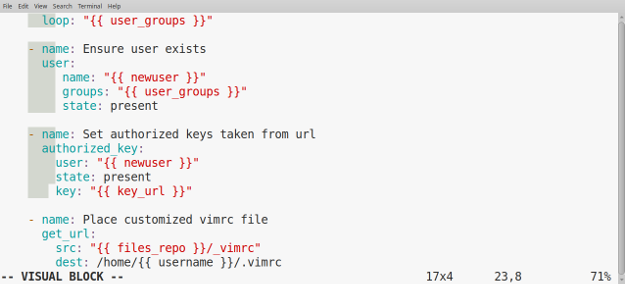 File Edit View Search Terminal Help
loop: "{{ user_groups }}"
- name: Ensure user exists
user:
name: "{{ newuser }}"
groups: "{{ user_groups }}"
state: present
- name: Set authorized keys taken from url
authorized_key:
user: "{{ newuser }}"
state: present
key: "{{ key_url }}"
- name: Place customized vimrc file
get_url:
src: "{{ files_repo }}/_vimrc"
dest: /home/{{ username }}/.vimrc
-- VISUAL BLOCK -- 17x4 23,8 71%